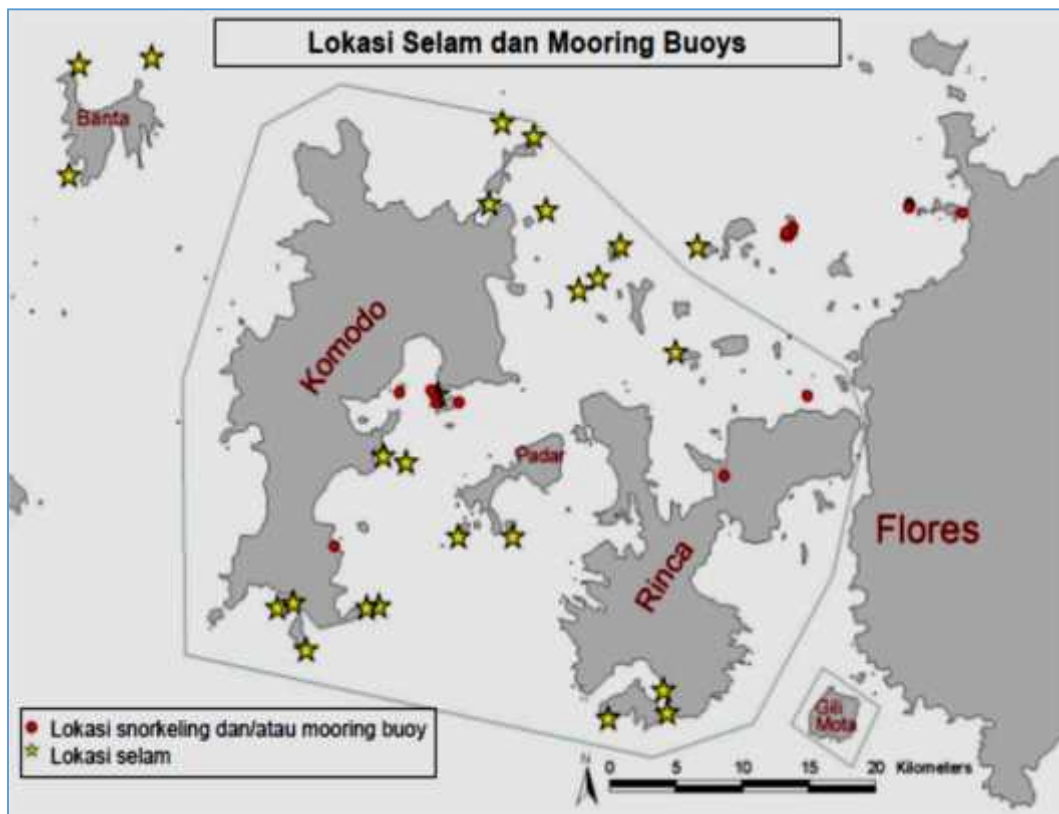 Lokasi Selam dan Mooring Buoys
Banta
Komodo
Padar
Rinca
Flores
Gili
Mota
Lokasi snorkeling dan/atau mooring buoy
Lokasi selam
N
0 5 10 15 20 Kilometers